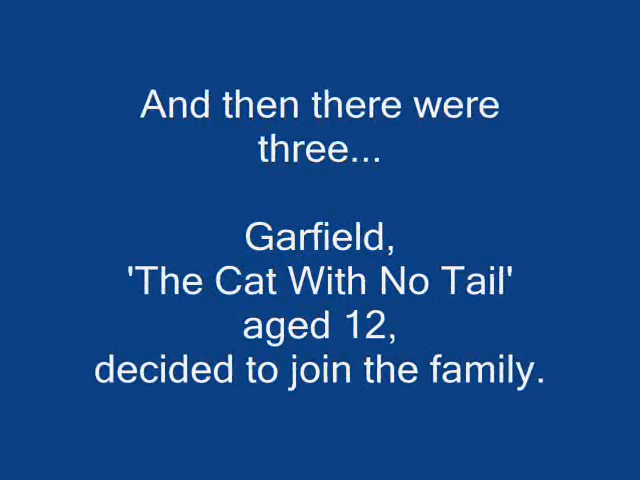 And then there were
three...
Garfield,
'The Cat With No Tail'
aged 12,
decided to join the family.